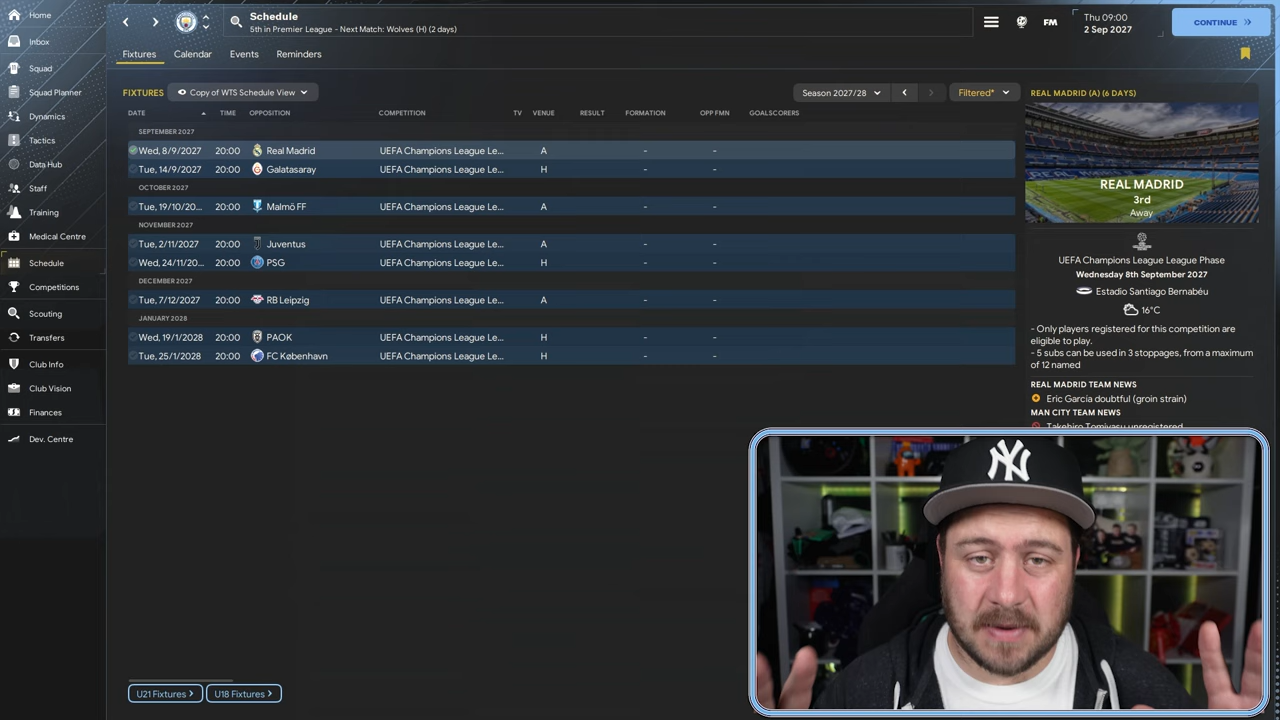 Home
Inbox
Squad
Squad Planner
Dynamics
Tactics
Data Hub
Staff
Training
Medical Centre
Schedule
Competitions
Scouting
Transfers
Club Info
Club Vision
Finances
Dev. Centre
Schedule
5th in Premier League - Next Match: Wolves (H) (2 days)
FM
Thu 09:00
2 Sep 2027
CONTINUE
Fixtures Calendar Events Reminders
FIXTURES Copy of WTS Schedule View Season 2027/28 Filtered*
DATE TIME OPPOSITION COMPETITION TV VENUE RESULT FORMATION OPP FMN GOALSCORERS
SEPTEMBER 2027
Wed, 8/9/2027 20:00 Real Madrid UEFA Champions League Le... A - -
Tue, 14/9/2027 20:00 Galatasaray UEFA Champions League Le... H - -
OCTOBER 2027
Tue, 19/10/20... 20:00 Malmö FF UEFA Champions League Le... A - -
NOVEMBER 2027
Tue, 2/11/2027 20:00 Juventus UEFA Champions League Le... A - -
Wed, 24/11/20... 20:00 PSG UEFA Champions League Le... H - -
DECEMBER 2027
Tue, 7/12/2027 20:00 RB Leipzig UEFA Champions League Le... A - -
JANUARY 2028
Wed, 19/1/2028 20:00 PAOK UEFA Champions League Le... H - -
Tue, 25/1/2028 20:00 FC København UEFA Champions League Le... H - -
U21 Fixtures U18 Fixtures
REAL MADRID (A) (6 DAYS)
REAL MADRID
3rd
Away
UEFA Champions League League Phase
Wednesday 8th September 2027
Estadio Santiago Bernabéu
16°C
- Only players registered for this competition are
eligible to play.
- 5 subs can be used in 3 stoppages, from a maximum
of 12 named
REAL MADRID TEAM NEWS
Eric García doubtful (groin strain)
MAN CITY TEAM NEWS
Takehiro Tomiyasu unregistered
NY